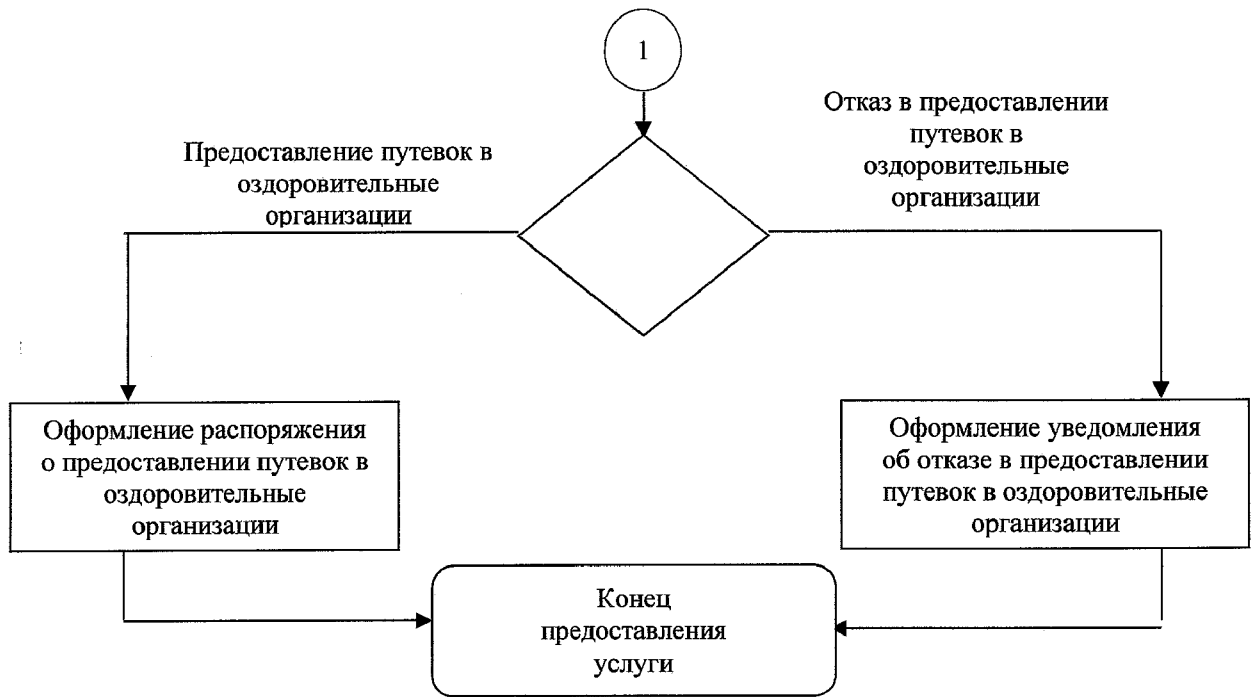 1
Предоставление путевок в
оздоровительные
организации
Отказ в предоставлении
путевок в
оздоровительные
организации
Оформление распоряжения
о предоставлении путевок в
оздоровительные
организации
Оформление уведомления
об отказе в предоставлении
путевок в оздоровительные
организации
Конец
предоставления
услуги